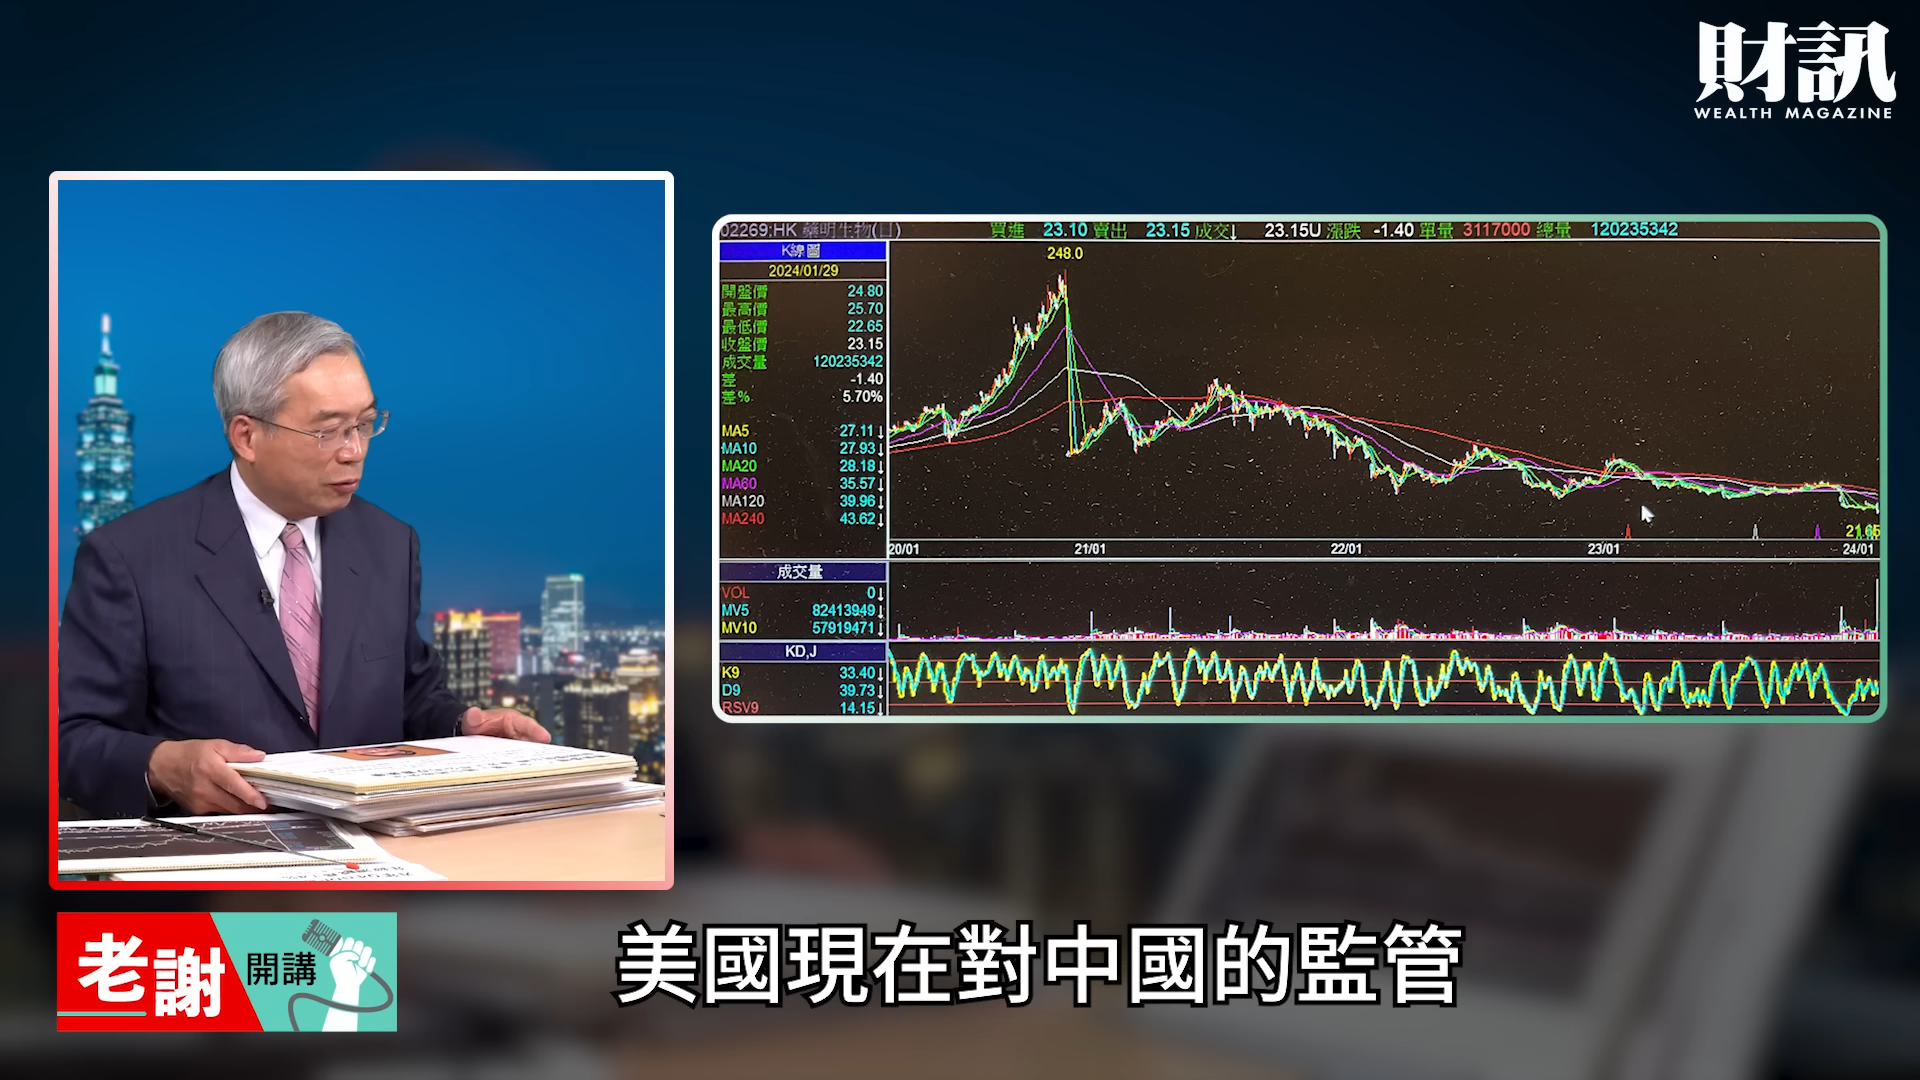 財訊
WEALTH MAGAZINE
02269:HK 藥明生物(日) 買進 23.10 賣出 23.15 成交↓ 23.15U 漲跌 -1.40 單量 3117000 總量 120235342
K線圖
2024/01/29
開盤價 24.80
最高價 25.70
最低價 22.65
收盤價 23.15
成交量 120235342
差 -1.40
差% 5.70%
MA5 27.11↓
MA10 27.93↓
MA20 28.18↓
MA60 35.57↓
MA120 39.96↓
MA240 43.62↓
248.0
21.65
20/01 21/01 22/01 23/01 24/01
成交量
VOL 0↓
MV5 82413949↓
MV10 57919471↓
KD,J
K9 33.40↓
D9 39.73↓
RSV9 14.15↓
老謝 開講
美國現在對中國的監管